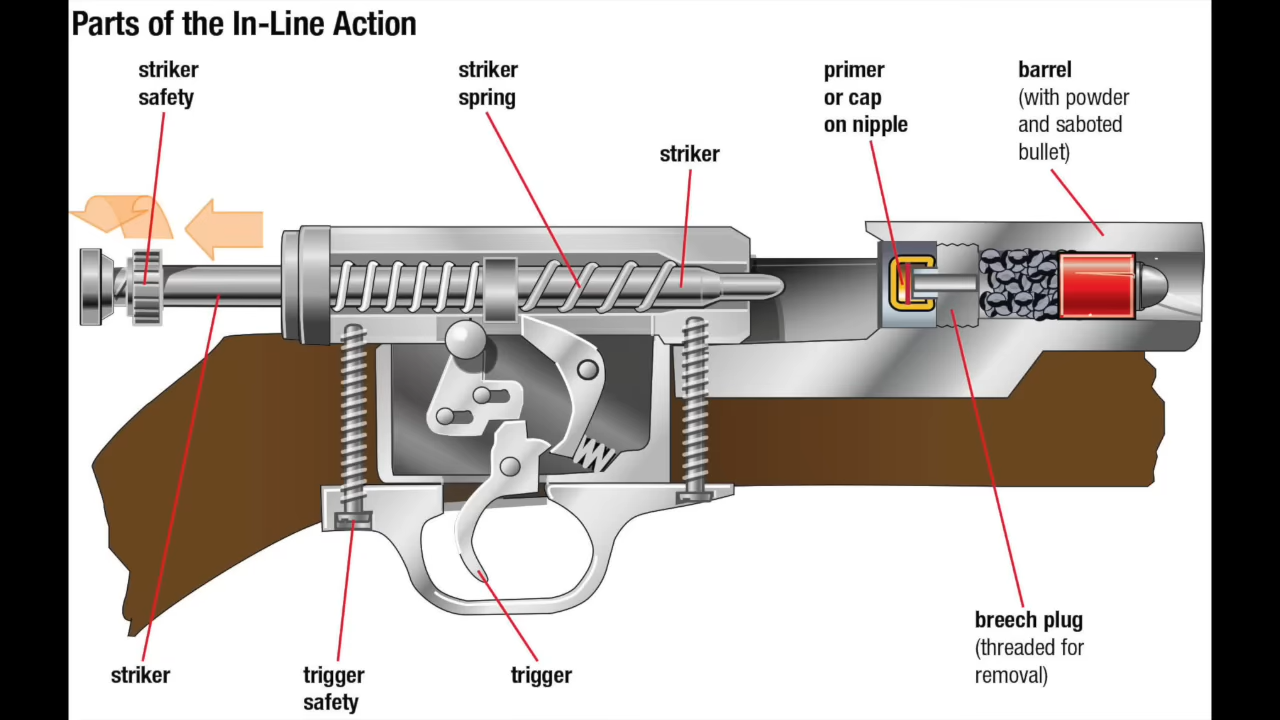 Parts of the In-Line Action
striker
safety
striker
spring
striker
primer
or cap
on nipple
barrel
(with powder
and saboted
bullet)
striker
trigger
safety
trigger
breech plug
(threaded for
removal)